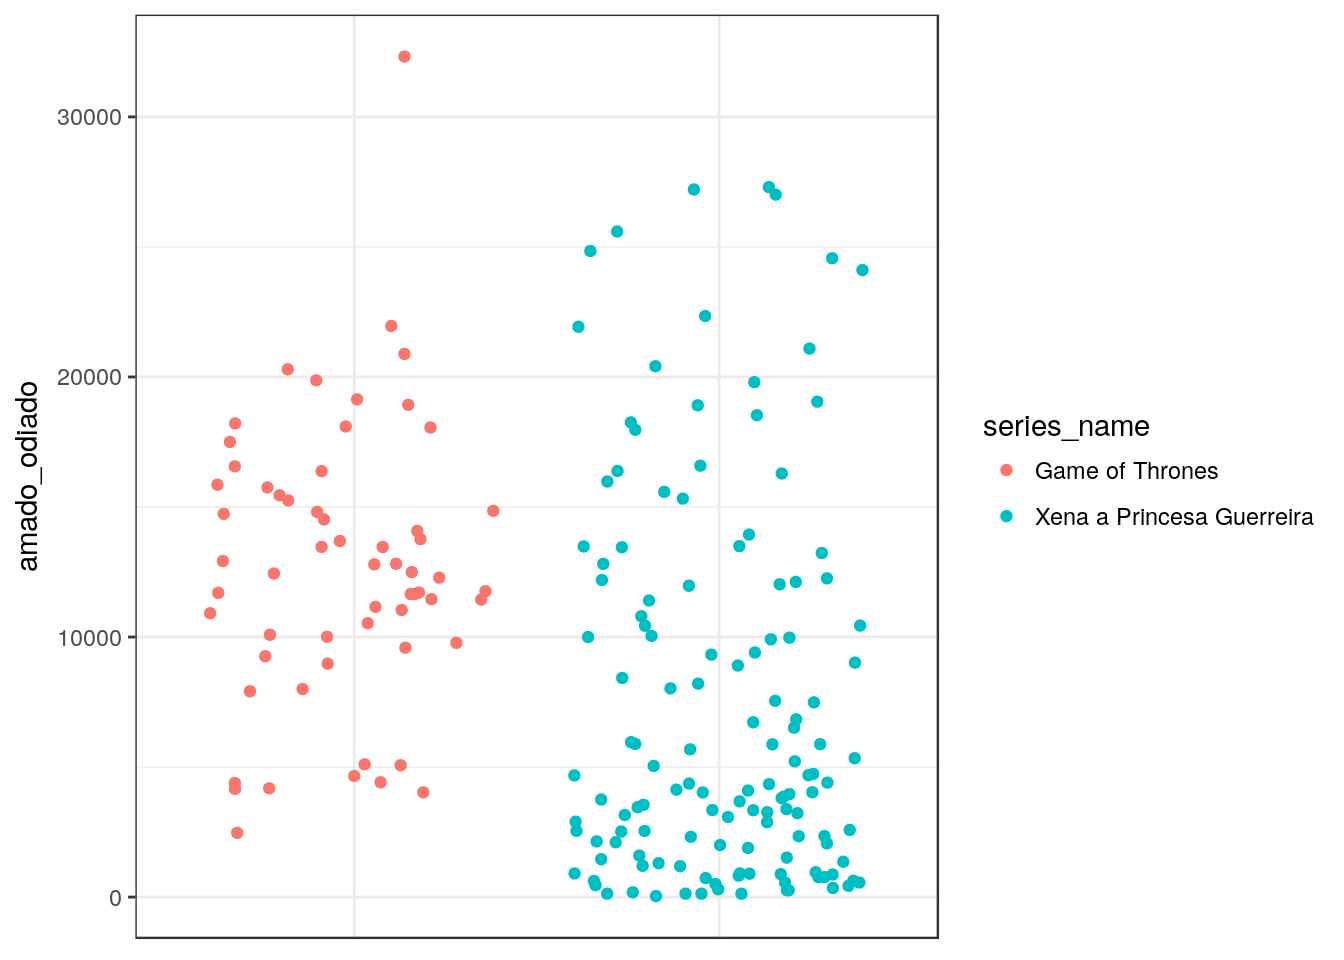 30000
20000
10000
0
amado_odiado
series_name
Game of Thrones
Xena a Princesa Guerreira